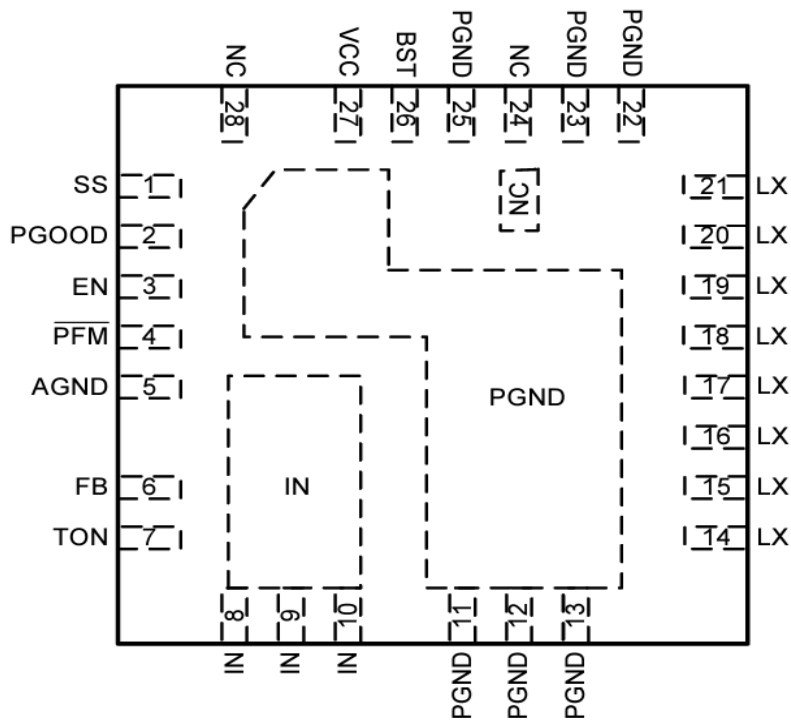 NC VCC BST PGND NC PGND PGND
28 27 26 25 24 23 22
SS 1 NC 21 LX
PGOOD 2 20 LX
EN 3 19 LX
PFM 4 18 LX
AGND 5 17 LX
PGND
16 LX
FB 6 IN 15 LX
TON 7 14 LX
8 9 10 11 12 13
IN IN IN PGND PGND PGND